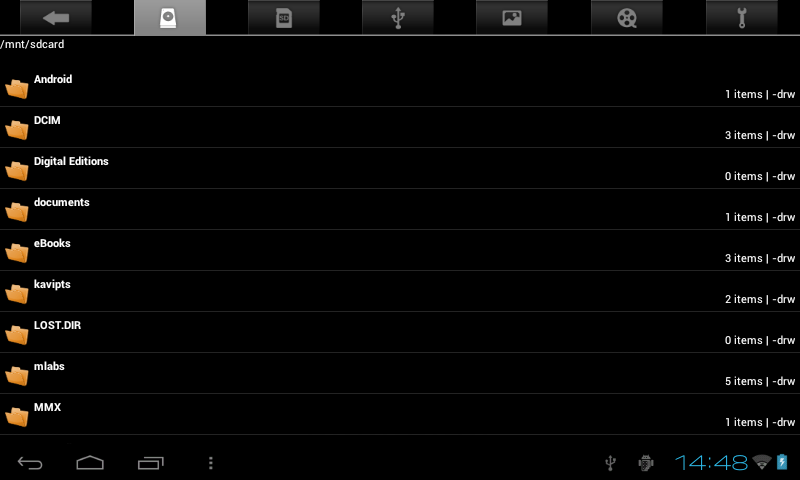 /mnt/sdcard
Android
1 items | -drw
DCIM
3 items | -drw
Digital Editions
0 items | -drw
documents
1 items | -drw
eBooks
3 items | -drw
kavipts
2 items | -drw
LOST.DIR
0 items | -drw
mlabs
5 items | -drw
MMX
1 items | -drw
14:48